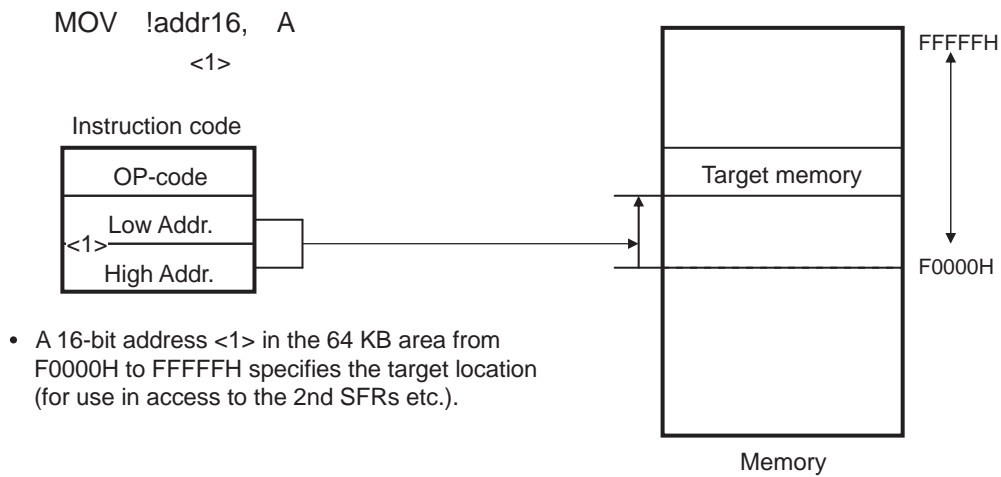 MOV !addr16, A
<1>
Instruction code
OP-code
Low Addr.
<1>
High Addr.
FFFFFH
Target memory
F0000H
Memory
• A 16-bit address <1> in the 64 KB area from
F0000H to FFFFFH specifies the target location
(for use in access to the 2nd SFRs etc.).